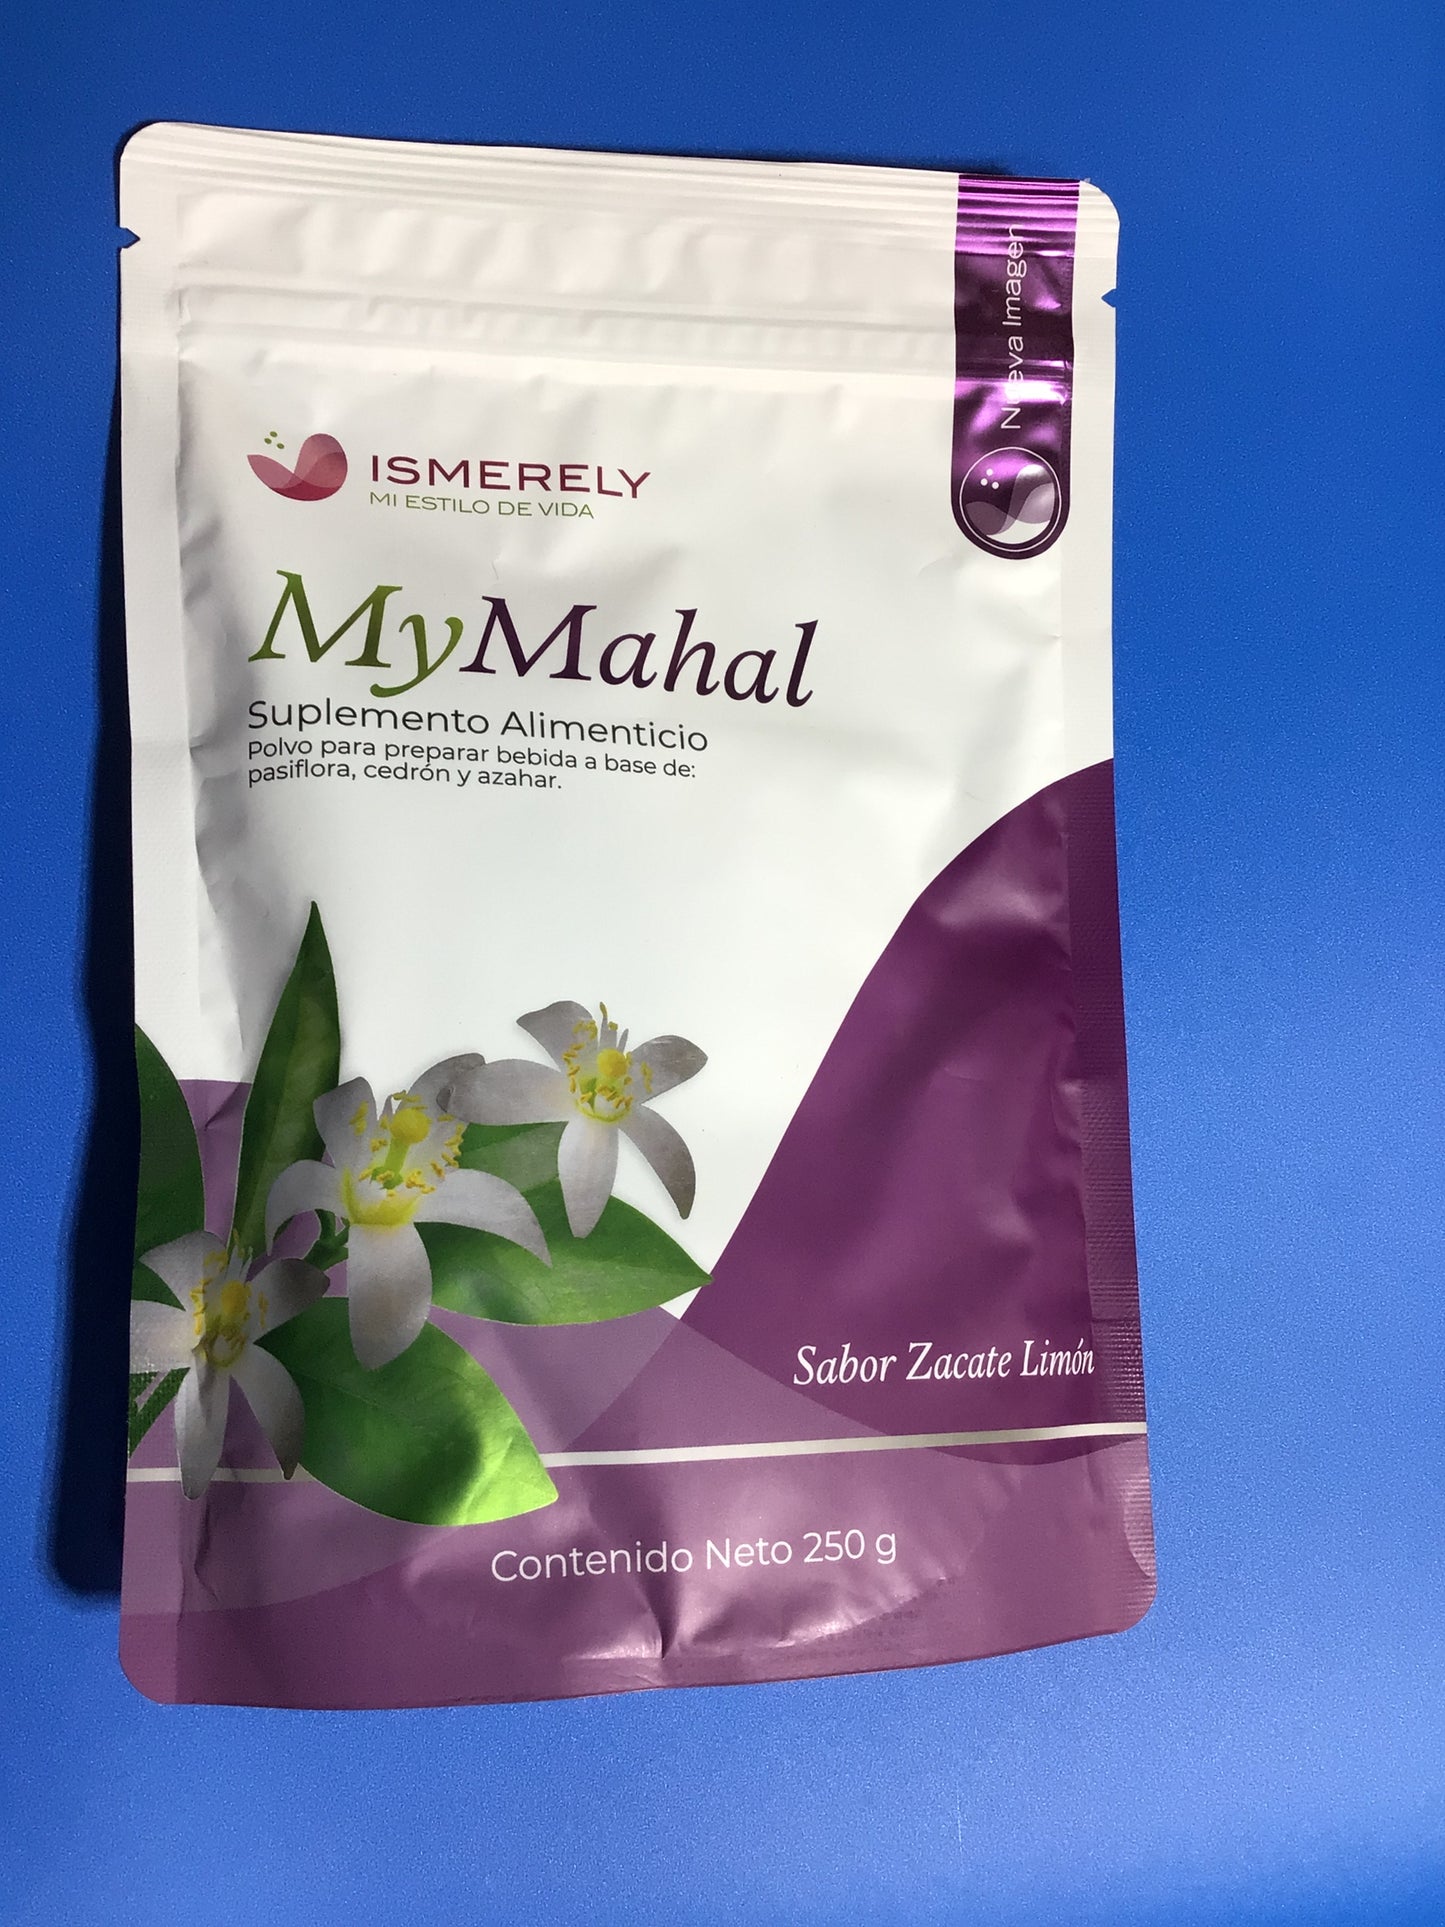 Nueva Imagen
ISMERELY
MI ESTILO DE VIDA
MyMahal
Suplemento Alimenticio
Polvo para preparar bebida a base de:
pasiflora, cedrón y azahar.
Sabor Zacate Limón
Contenido Neto 250 g